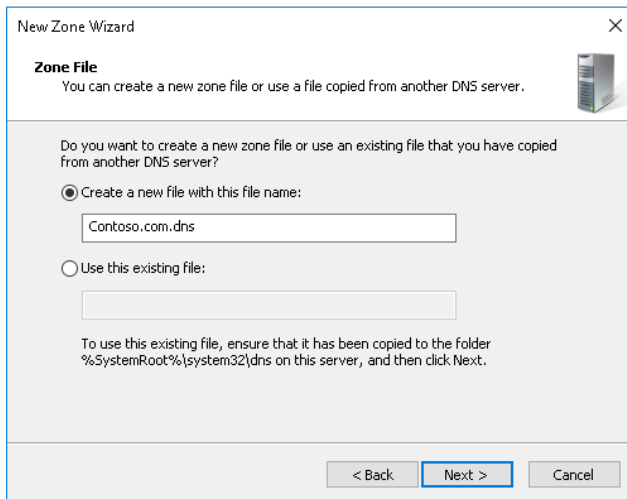 New Zone Wizard
Zone File
You can create a new zone file or use a file copied from another DNS server.
Do you want to create a new zone file or use an existing file that you have copied
from another DNS server?
Create a new file with this file name:
Contoso.com.dns
Use this existing file:
To use this existing file, ensure that it has been copied to the folder
%SystemRoot%\system32\dns on this server, and then click Next.
< Back
Next >
Cancel